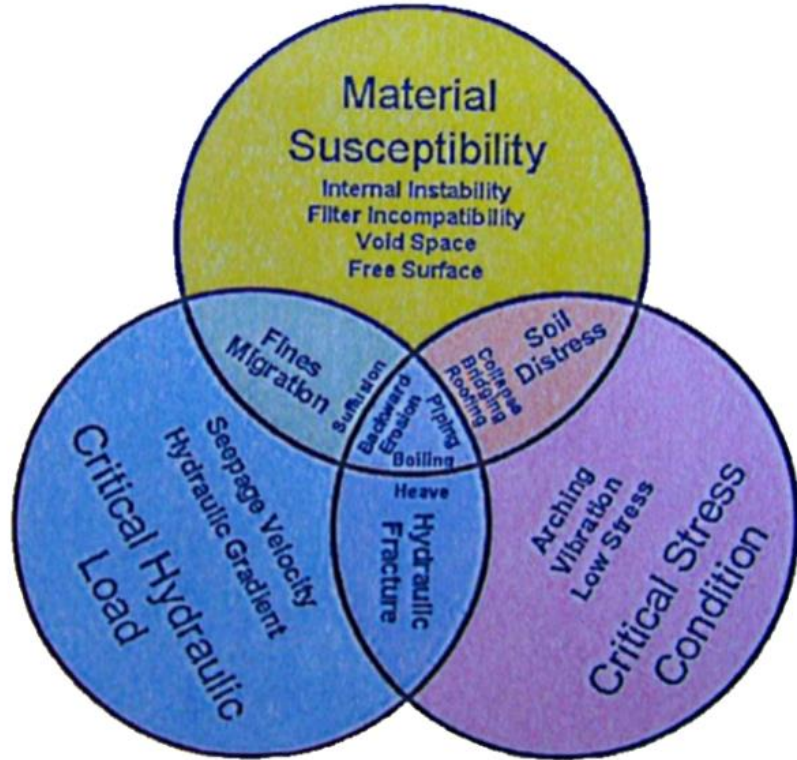 Material
Susceptibility
Internal Instability
Filter Incompatibility
Void Space
Free Surface
Fines
Migration
Suffusion
Backward
Erosion
Piping
Boiling
Collapse
Bridging
Roofing
Soil
Distress
Heave
Hydraulic
Fracture
Seepage Velocity
Hydraulic Gradient
Critical Hydraulic
Load
Arching
Vibration
Low Stress
Critical Stress
Condition